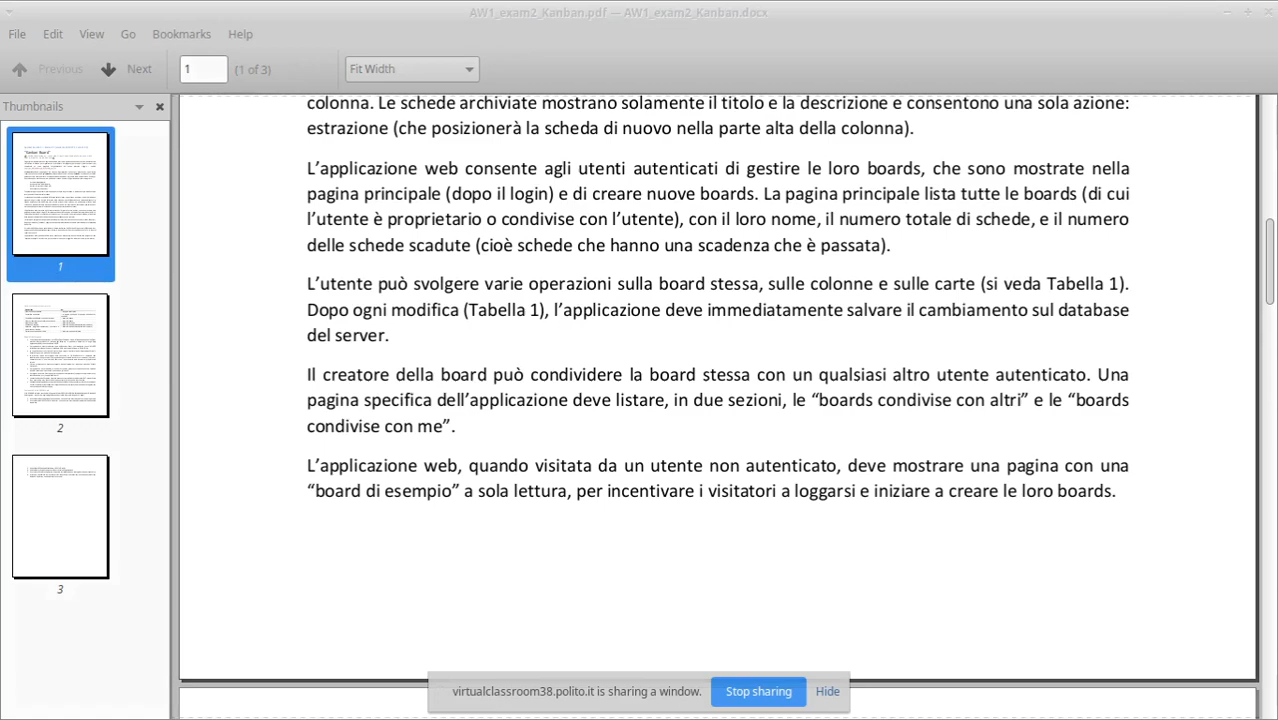 AW1_exam2_Kanban.pdf — AW1_exam2_Kanban.docx
File Edit View Go Bookmarks Help
Previous Next 1 (1 of 3) Fit Width
Thumbnails
1
2
3
colonna. Le schede archiviate mostrano solamente il titolo e la descrizione e consentono una sola azione:
estrazione (che posizionerà la scheda di nuovo nella parte alta della colonna).
L’applicazione web consente agli utenti autenticati di gestire le loro boards, che sono mostrate nella
pagina principale (dopo il login) e di creare nuove boards. La pagina principale lista tutte le boards (di cui
l’utente è proprietario o condivise con l’utente), con il loro nome, il numero totale di schede, e il numero
delle schede scadute (cioè schede che hanno una scadenza che è passata).
L’utente può svolgere varie operazioni sulla board stessa, sulle colonne e sulle carte (si veda Tabella 1).
Dopo ogni modifica (Tabella 1), l’applicazione deve immediatamente salvare il cambiamento sul database
del server.
Il creatore della board può condividere la board stessa con un qualsiasi altro utente autenticato. Una
pagina specifica dell’applicazione deve listare, in due sezioni, le “boards condivise con altri” e le “boards
condivise con me”.
L’applicazione web, quando visitata da un utente non autenticato, deve mostrare una pagina con una
“board di esempio” a sola lettura, per incentivare i visitatori a loggarsi e iniziare a creare le loro boards.
virtualclassroom38.polito.it is sharing a window. Stop sharing Hide